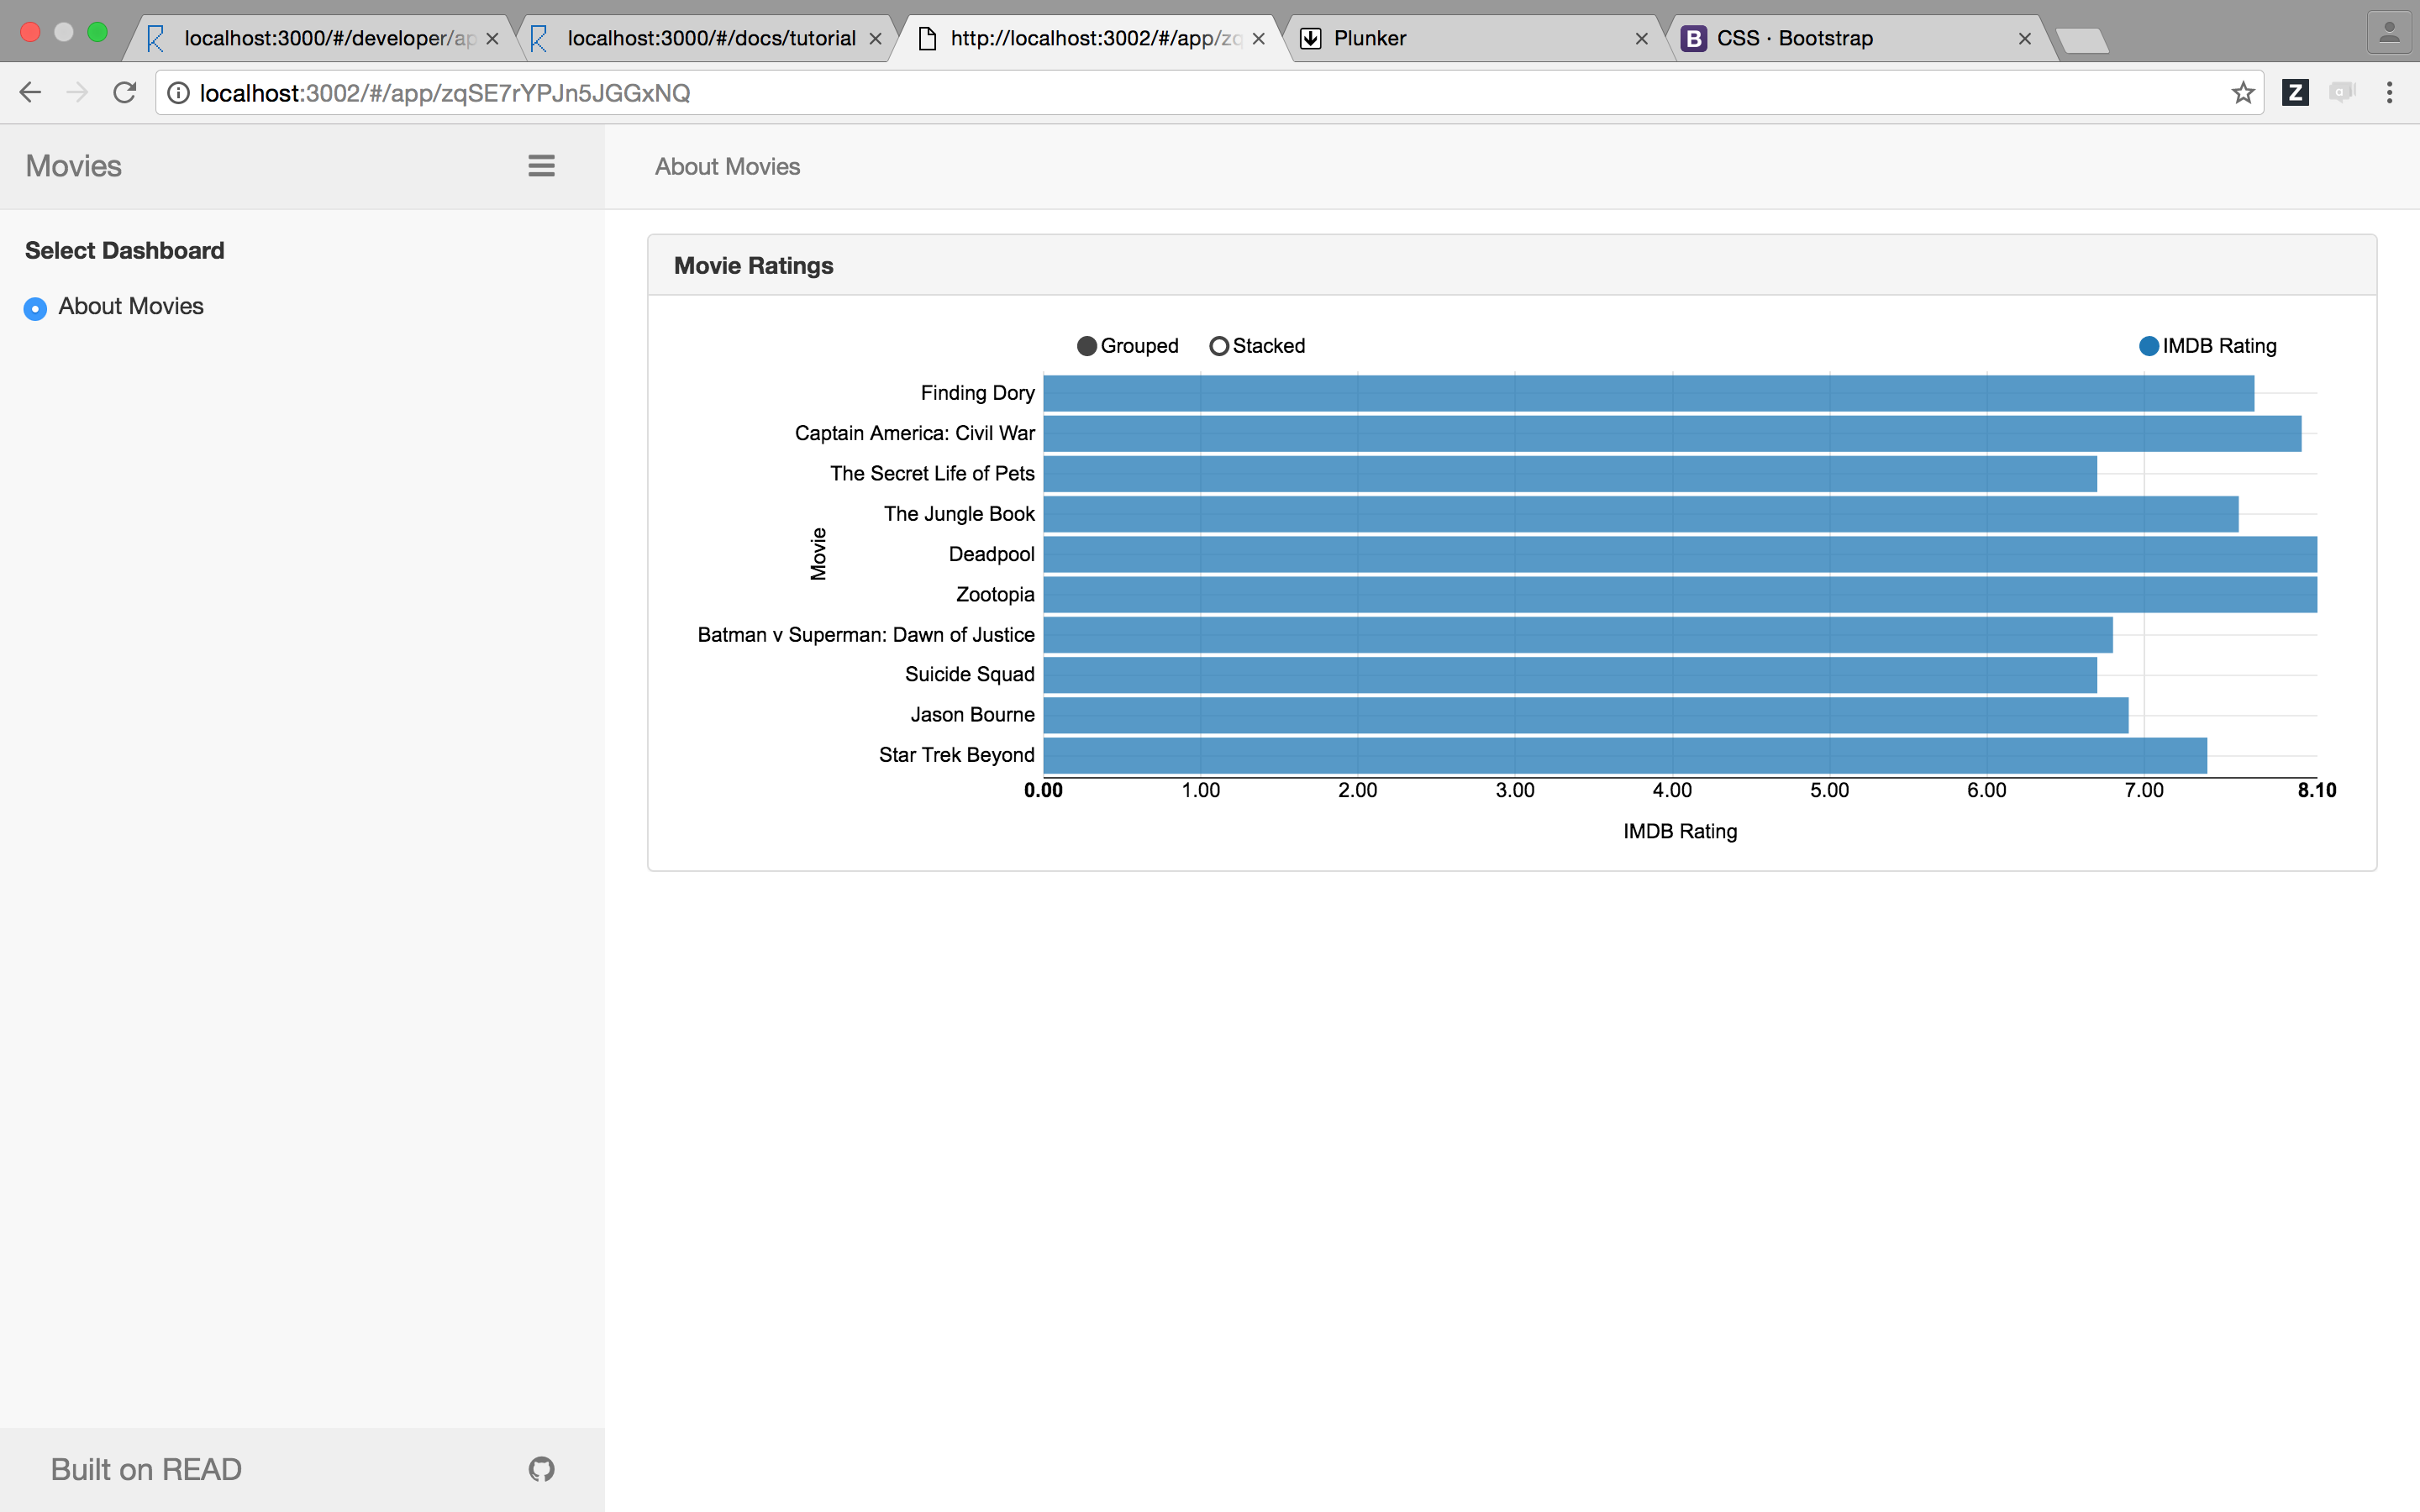 localhost:3000/#/developer/ap
localhost:3000/#/docs/tutorial
http://localhost:3002/#/app/zq
Plunker
B
CSS · Bootstrap
localhost:3002/#/app/zqSE7rYPJn5JGGxNQ
Z
a
Movies
About Movies
Select Dashboard
About Movies
Movie Ratings
Grouped
Stacked
IMDB Rating
Movie
Finding Dory
Captain America: Civil War
The Secret Life of Pets
The Jungle Book
Deadpool
Zootopia
Batman v Superman: Dawn of Justice
Suicide Squad
Jason Bourne
Star Trek Beyond
0.00 1.00 2.00 3.00 4.00 5.00 6.00 7.00 8.10
IMDB Rating
Built on READ